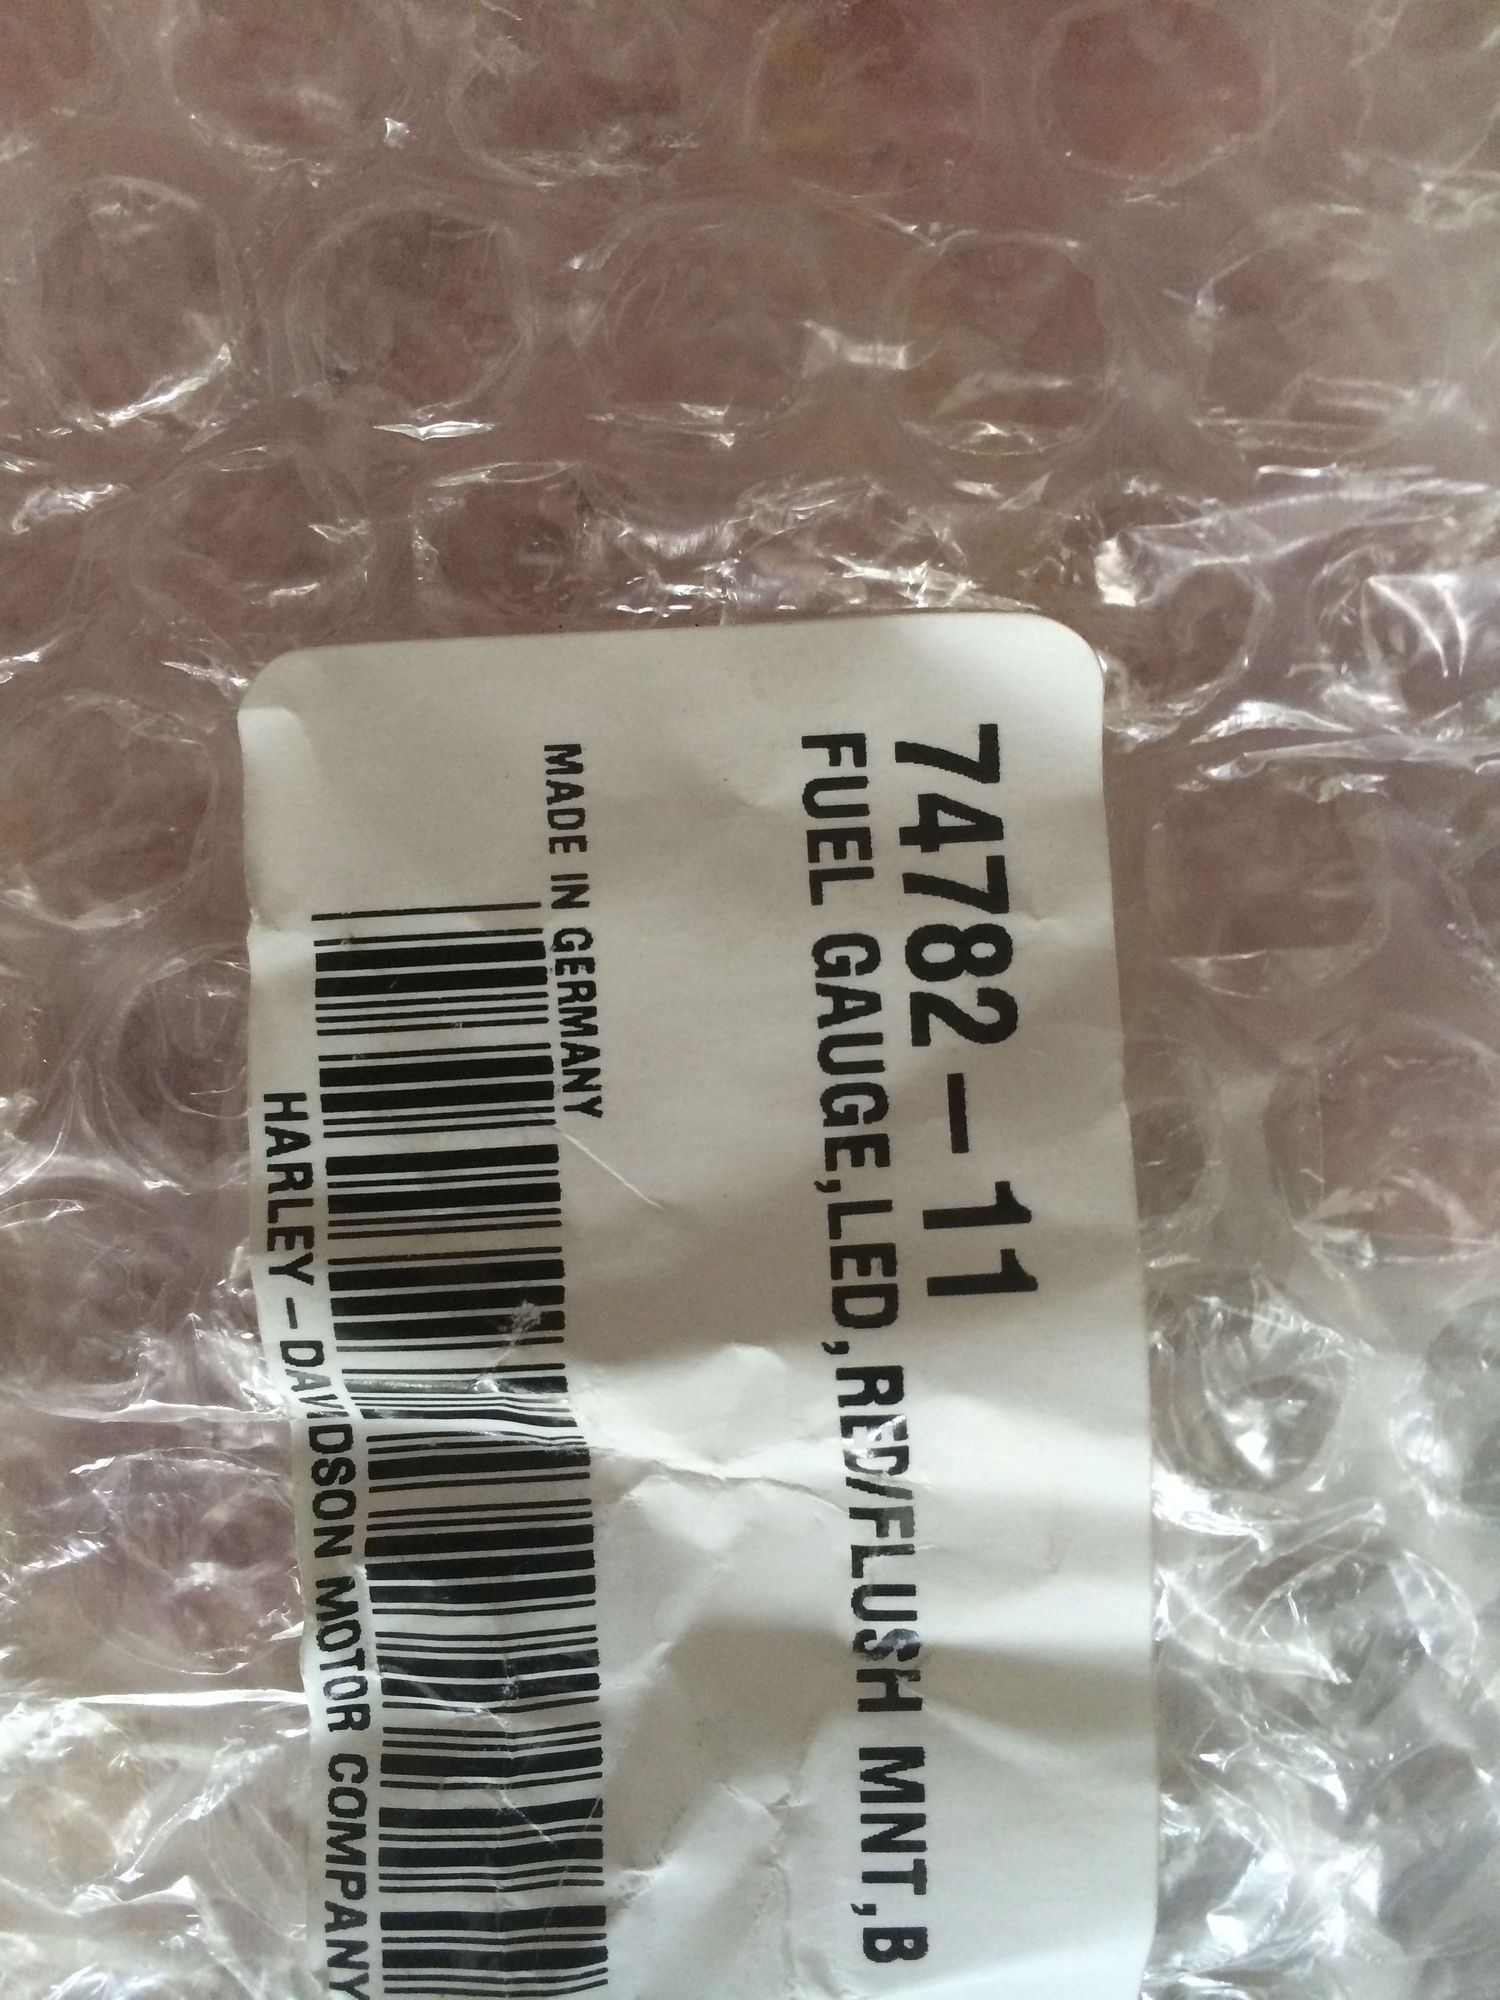 74782-11
FUEL GAUGE,LED,RED/FLUSH MNT,B
MADE IN GERMANY
HARLEY-DAVIDSON MOTOR COMPANY